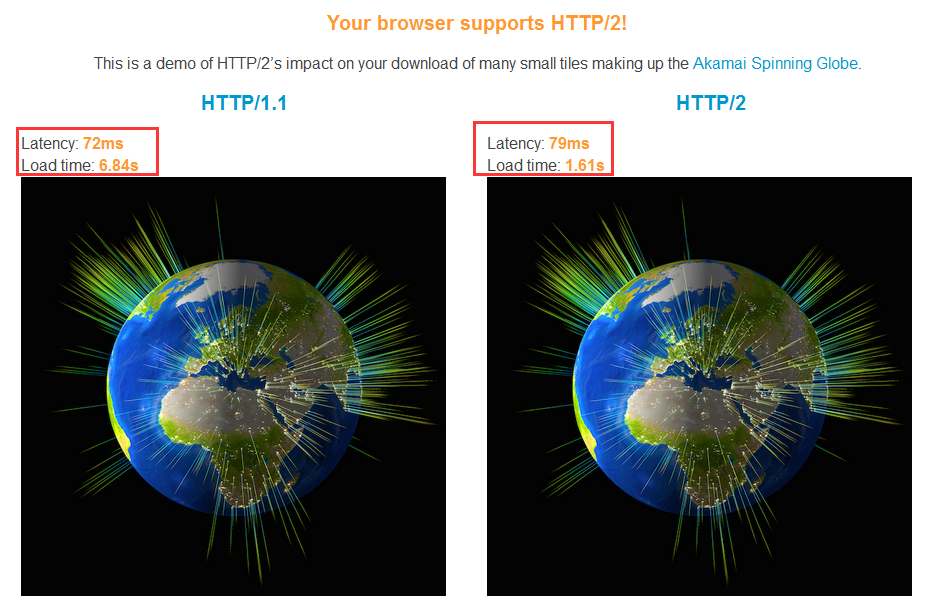 Your browser supports HTTP/2!
This is a demo of HTTP/2's impact on your download of many small tiles making up the Akamai Spinning Globe.
HTTP/1.1
Latency: 72ms
Load time: 6.84s
HTTP/2
Latency: 79ms
Load time: 1.61s